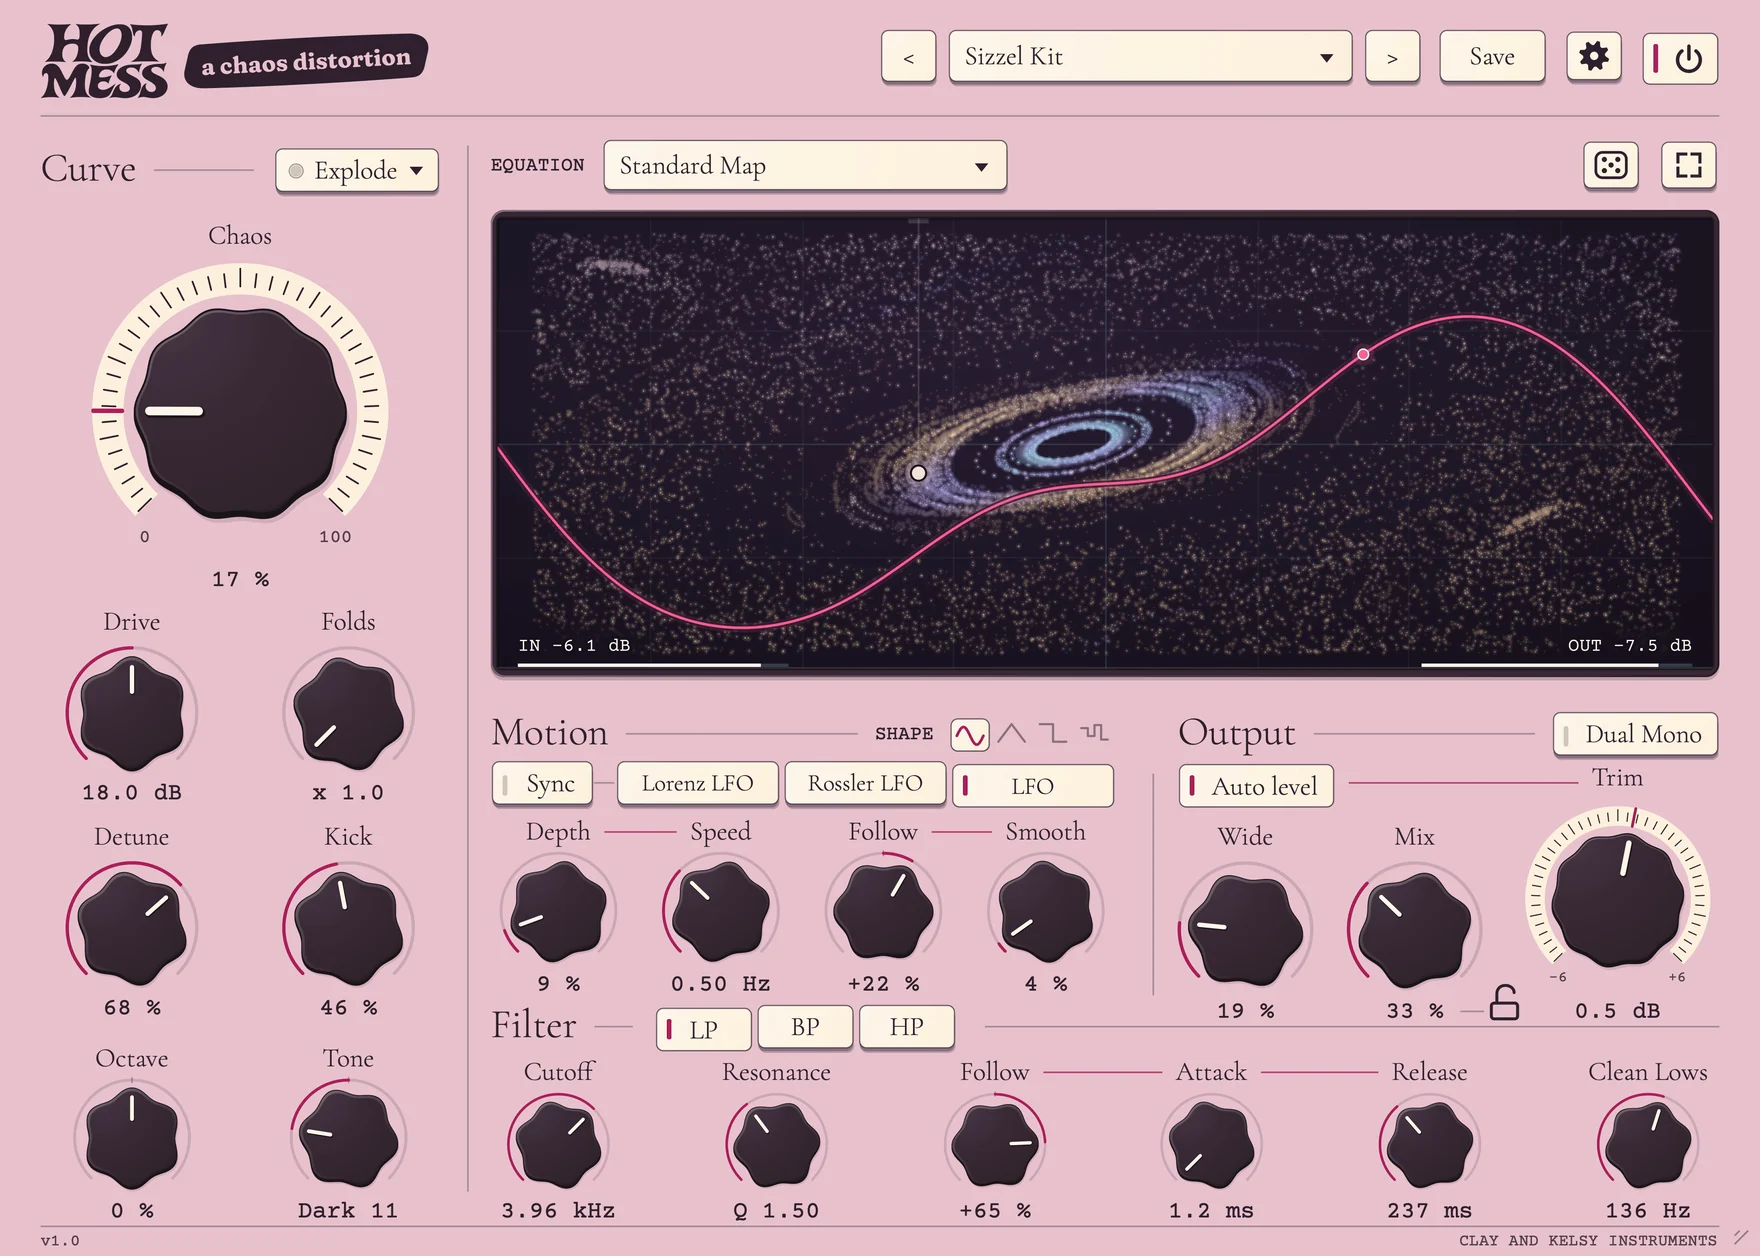 HOT
MESS
a chaos distortion
<
Sizzel Kit
>
Save
Curve
Explode
EQUATION
Standard Map
Chaos
0
100
17 %
Drive
Folds
18.0 dB
x 1.0
Detune
Kick
68 %
46 %
Octave
Tone
0 %
Dark 11
IN -6.1 dB
OUT -7.5 dB
Motion
SHAPE
Sync
Lorenz LFO
Rossler LFO
LFO
Depth
Speed
Follow
Smooth
9 %
0.50 Hz
+22 %
4 %
Output
Dual Mono
Auto level
Trim
Wide
Mix
-6
+6
19 %
33 %
0.5 dB
Filter
LP
BP
HP
Cutoff
Resonance
Follow
Attack
Release
Clean Lows
3.96 kHz
Q 1.50
+65 %
1.2 ms
237 ms
136 Hz
v1.0
CLAY AND KELSY INSTRUMENTS